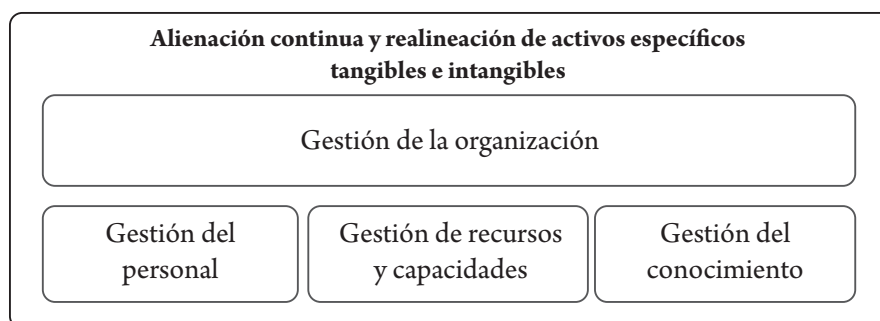 Alienación continua y realineación de activos específicos
tangibles e intangibles
Gestión de la organización
Gestión del
personal
Gestión de recursos
y capacidades
Gestión del
conocimiento